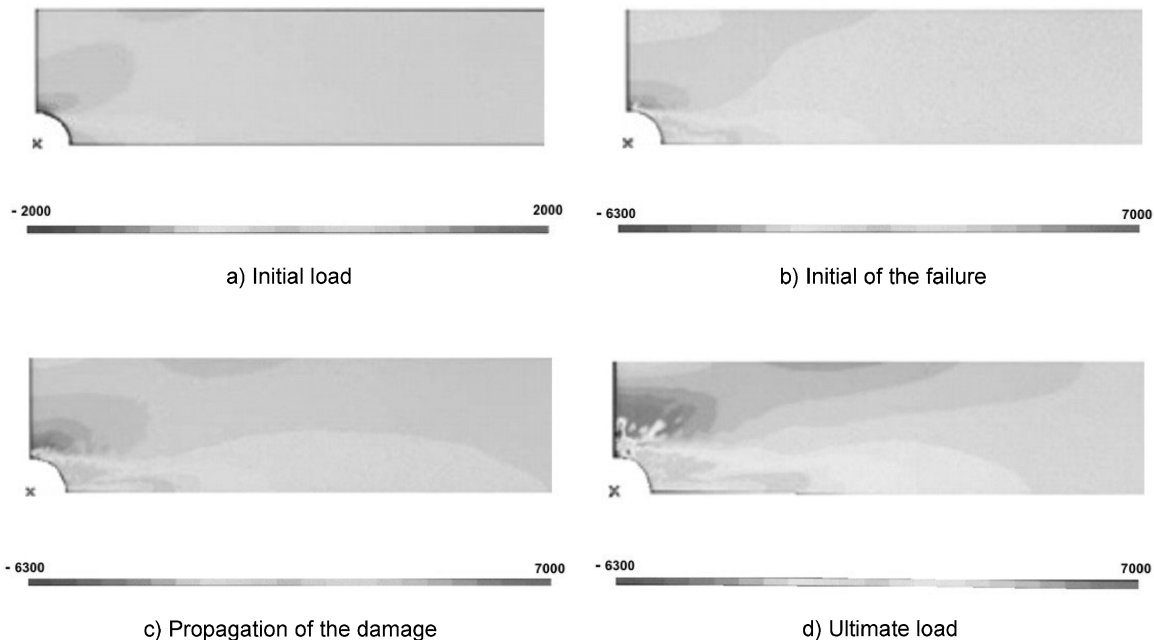 - 2000 2000
- 6300 7000
a) Initial load
b) Initial of the failure
- 6300 7000
- 6300 7000
c) Propagation of the damage
d) Ultimate load